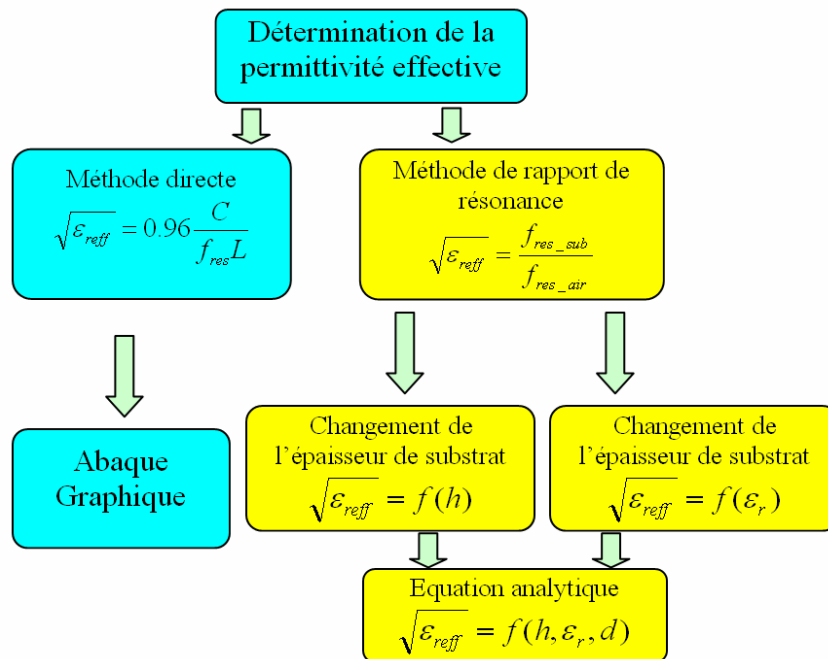 Détermination de la
permittivité effective
Méthode directe
√ε_reff = 0.96 C / f_res L
Méthode de rapport de
résonance
√ε_reff = f_res_sub / f_res_air
Abaque
Graphique
Changement de
l'épaisseur de substrat
√ε_reff = f(h)
Changement de
l'épaisseur de substrat
√ε_reff = f(ε_r)
Equation analytique
√ε_reff = f(h, ε_r, d)